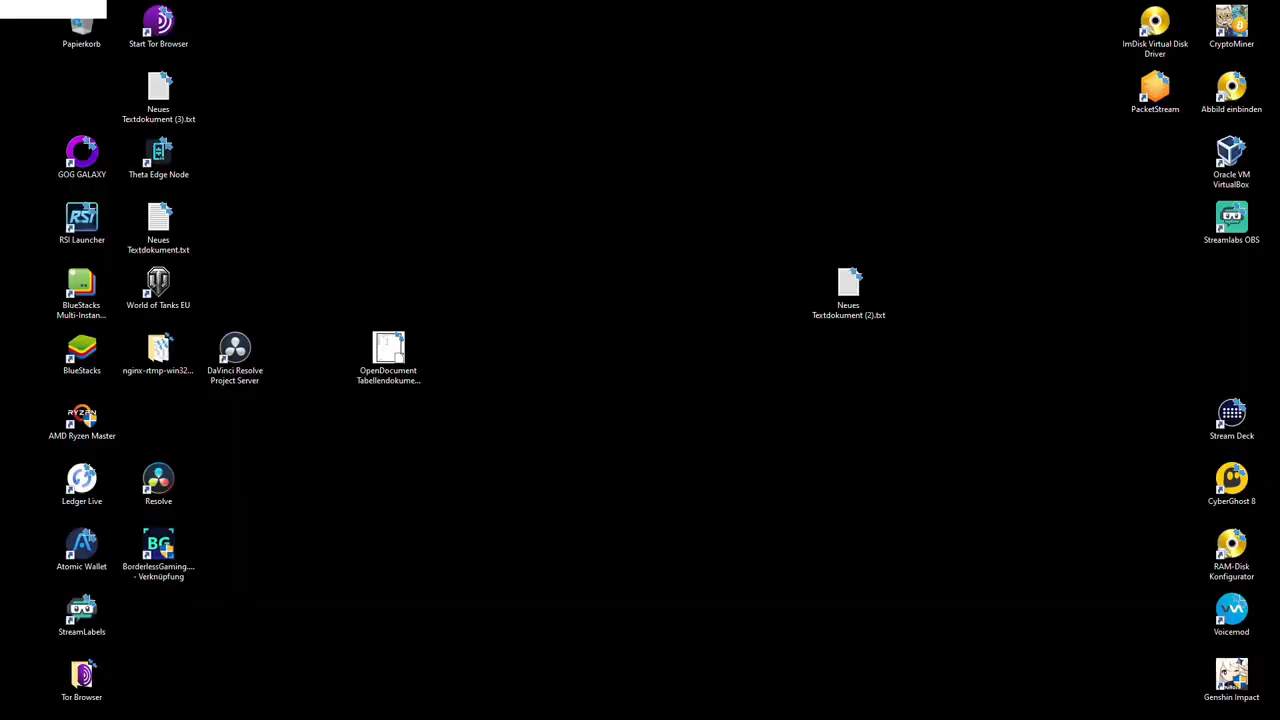 Papierkorb
Start Tor Browser
ImDisk Virtual Disk
Driver
CryptoMiner
Neues
Textdokument (3).txt
PacketStream
Abbild einbinden
GOG GALAXY
Theta Edge Node
Oracle VM
VirtualBox
RSI
RSI Launcher
Neues
Textdokument.txt
Streamlabs OBS
BlueStacks
Multi-Instan...
World of Tanks EU
Neues
Textdokument (2).txt
BlueStacks
nginx-rtmp-win32...
DaVinci Resolve
Project Server
OpenDocument
Tabellendokume...
RYZEN
AMD Ryzen Master
Stream Deck
Ledger Live
Resolve
CyberGhost 8
Atomic Wallet
BG
BorderlessGaming....
- Verknüpfung
RAM-Disk
Konfigurator
StreamLabels
Voicemod
Tor Browser
Genshin Impact